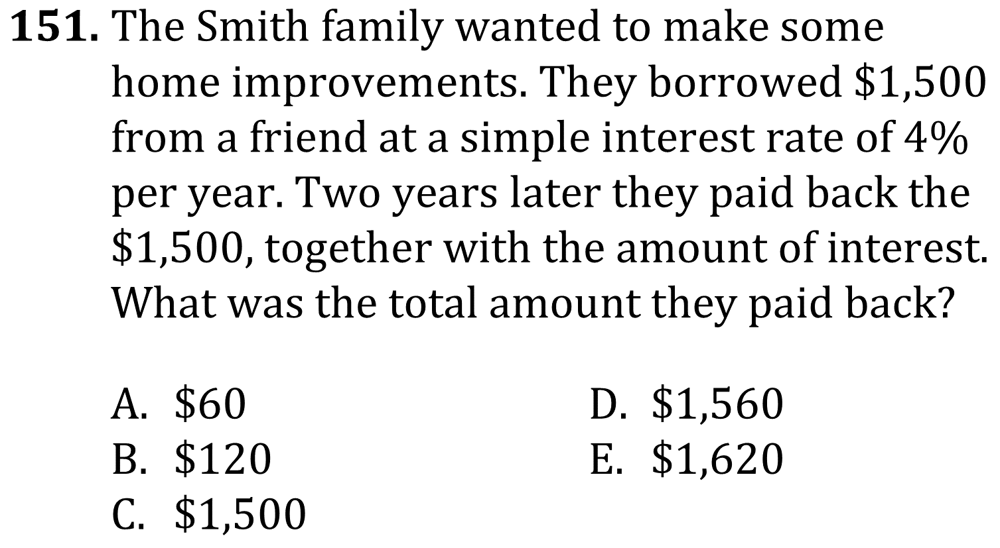 151. The Smith family wanted to make some
home improvements. They borrowed $1,500
from a friend at a simple interest rate of 4%
per year. Two years later they paid back the
$1,500, together with the amount of interest.
What was the total amount they paid back?
A. $60
B. $120
C. $1,500
D. $1,560
E. $1,620